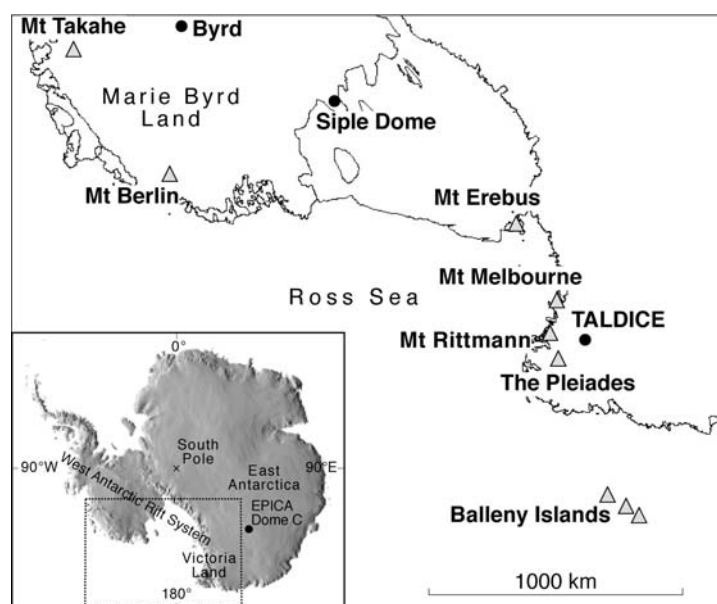 Mt Takahe
Byrd
Marie Byrd
Land
Siple Dome
Mt Berlin
Mt Erebus
Mt Melbourne
Ross Sea
TALDICE
Mt Rittmann
The Pleiades
Balleny Islands
1000 km
0°
South
Pole
90°W
90°E
West Antarctic Rift System
East
Antarctica
EPICA
Dome C
Victoria
Land
180°